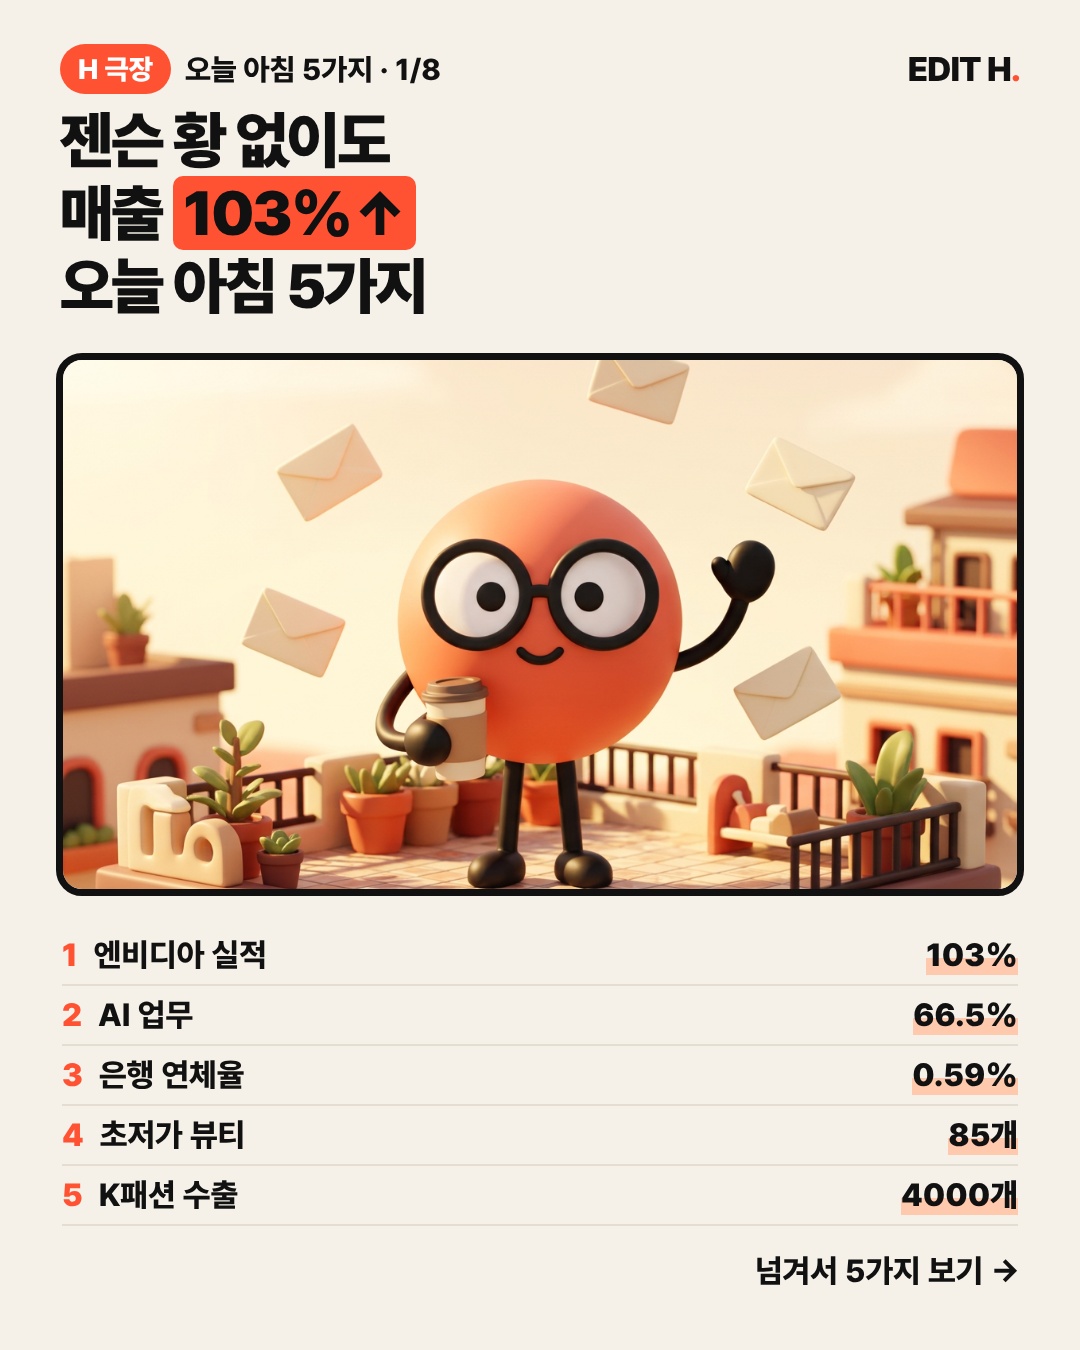 H 극장 오늘 아침 5가지 · 1/8
EDIT H.
젠슨 황 없이도
매출 103%↑
오늘 아침 5가지
1 엔비디아 실적 103%
2 AI 업무 66.5%
3 은행 연체율 0.59%
4 초저가 뷰티 85개
5 K패션 수출 4000개
넘겨서 5가지 보기 →